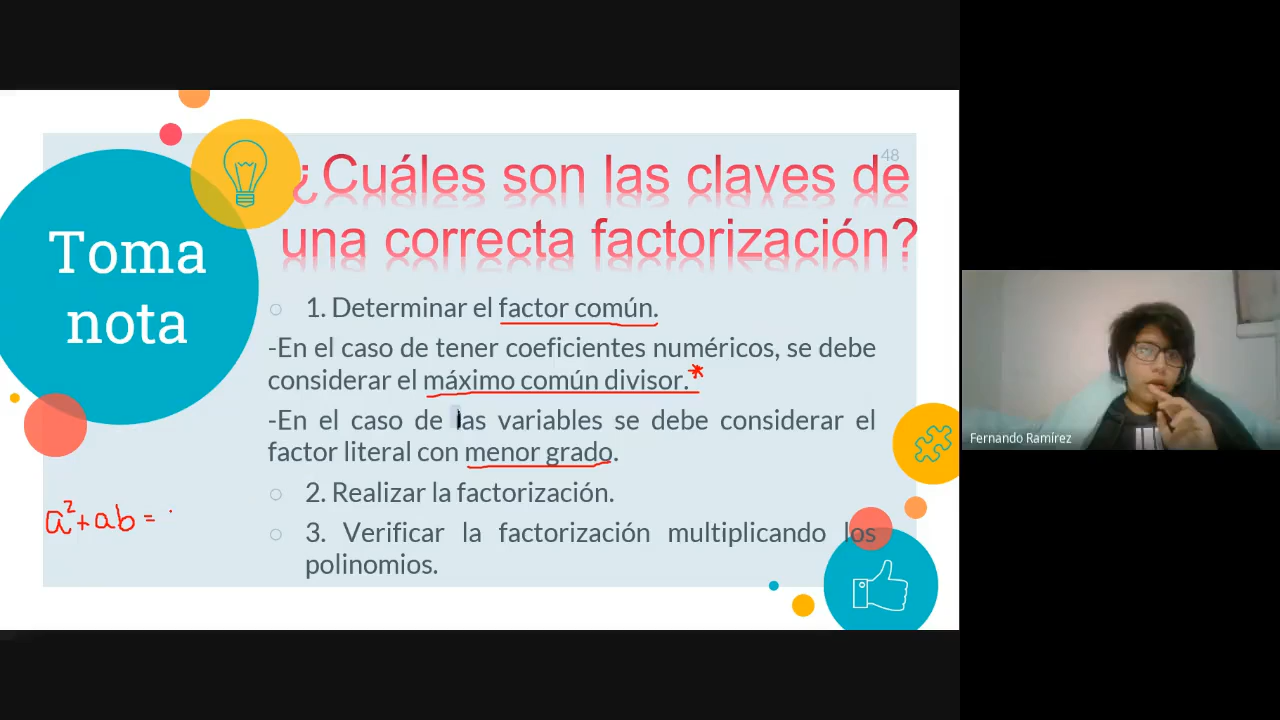 48
¿Cuáles son las claves de
una correcta factorización?
Toma
nota
1. Determinar el factor común.
-En el caso de tener coeficientes numéricos, se debe
considerar el máximo común divisor.*
-En el caso de las variables se debe considerar el
factor literal con menor grado.
2. Realizar la factorización.
3. Verificar la factorización multiplicando los
polinomios.
a²+ab=
Fernando Ramírez